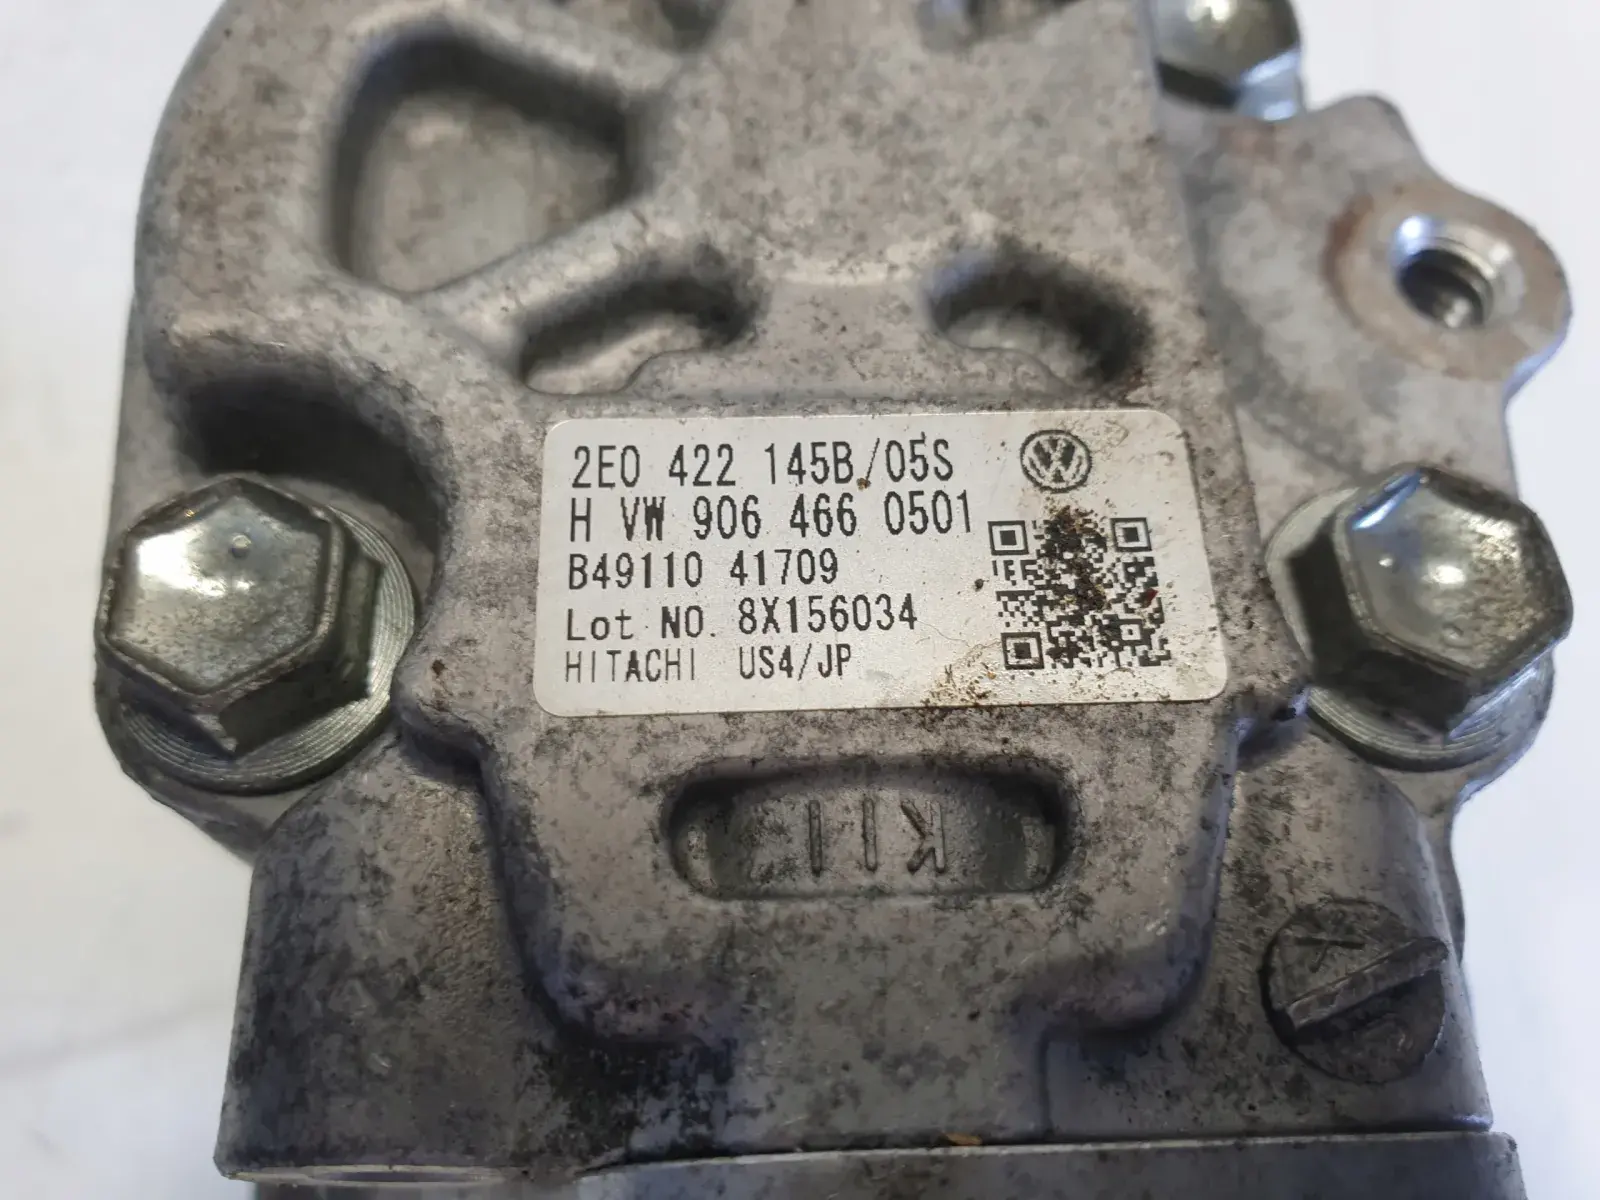 2E0 422 145B/05S
H VW 906 466 0501
B49110 41709
Lot NO. 8X156034
HITACHI US4/JP